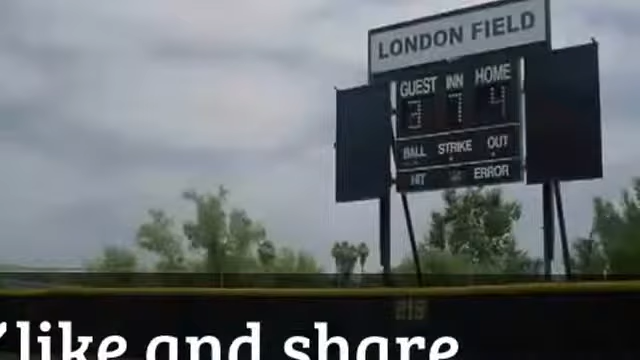 LONDON FIELD
GUEST INN HOME
3 7 4
BALL STRIKE OUT
HIT ERROR
like and share